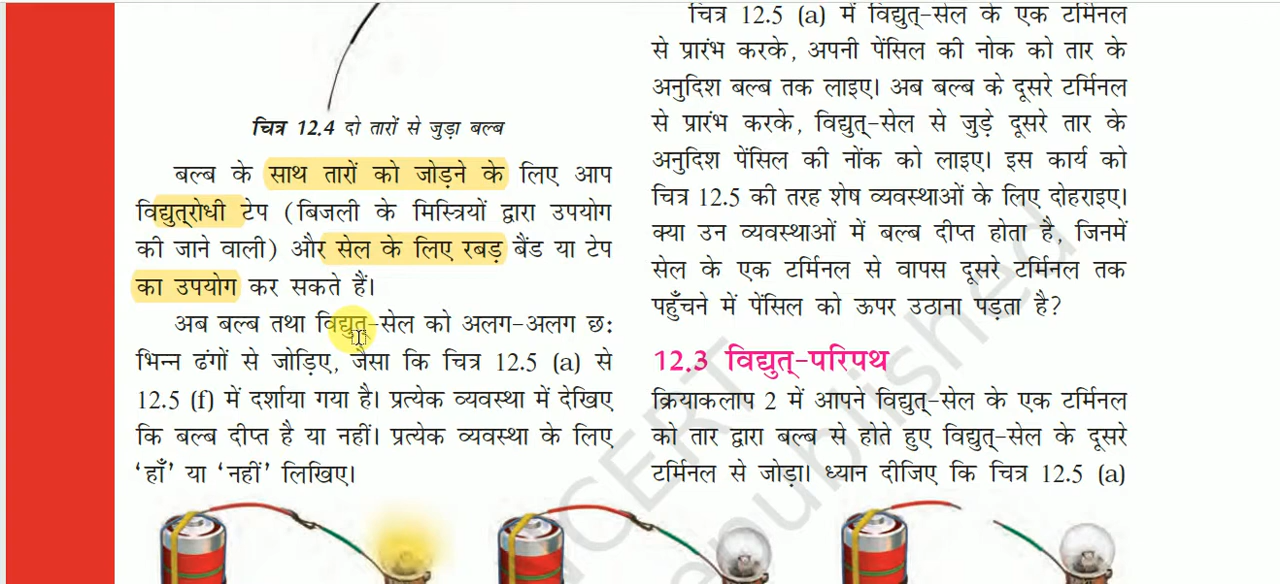 चित्र 12.4 दो तारों से जुड़ा बल्ब
बल्ब के साथ तारों को जोड़ने के लिए आप
विद्युत्रोधी टेप (बिजली के मिस्त्रियों द्वारा उपयोग
की जाने वाली) और सेल के लिए रबड़ बैंड या टेप
का उपयोग कर सकते हैं।
अब बल्ब तथा विद्युत्-सेल को अलग-अलग छः
भिन्न ढंगों से जोड़िए, जैसा कि चित्र 12.5 (a) से
12.5 (f) में दर्शाया गया है। प्रत्येक व्यवस्था में देखिए
कि बल्ब दीप्त है या नहीं। प्रत्येक व्यवस्था के लिए
‘हाँ’ या ‘नहीं’ लिखिए।
चित्र 12.5 (a) में विद्युत्-सेल के एक टर्मिनल
से प्रारंभ करके, अपनी पेंसिल की नोक को तार के
अनुदिश बल्ब तक लाइए। अब बल्ब के दूसरे टर्मिनल
से प्रारंभ करके, विद्युत्-सेल से जुड़े दूसरे तार के
अनुदिश पेंसिल की नोंक को लाइए। इस कार्य को
चित्र 12.5 की तरह शेष व्यवस्थाओं के लिए दोहराइए।
क्या उन व्यवस्थाओं में बल्ब दीप्त होता है, जिनमें
सेल के एक टर्मिनल से वापस दूसरे टर्मिनल तक
पहुँचने में पेंसिल को ऊपर उठाना पड़ता है?
12.3 विद्युत्-परिपथ
क्रियाकलाप 2 में आपने विद्युत्-सेल के एक टर्मिनल
को तार द्वारा बल्ब से होते हुए विद्युत्-सेल के दूसरे
टर्मिनल से जोड़ा। ध्यान दीजिए कि चित्र 12.5 (a)
NCERT
republished